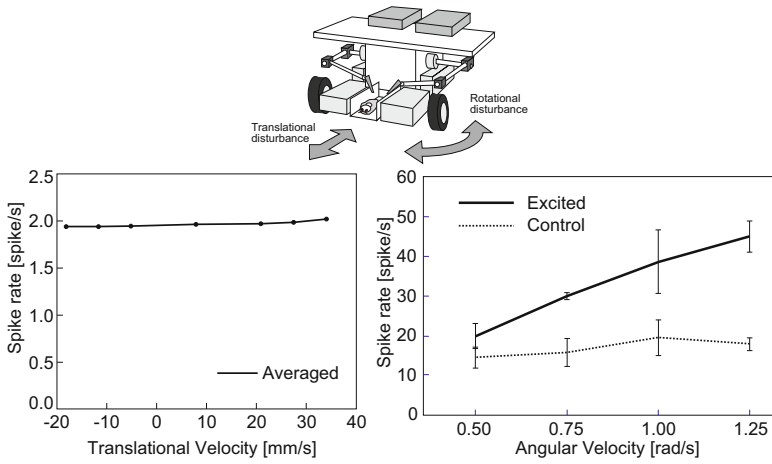 Translational
disturbance
Rotational
disturbance
2.5
2.0
1.5
1.0
0.5
0.0
Spike rate [spike/s]
Averaged
-20 -10 0 10 20 30 40
Translational Velocity [mm/s]
60
50
40
30
20
10
0
Spike rate [spike/s]
Excited
Control
0.50 0.75 1.00 1.25
Angular Velocity [rad/s]